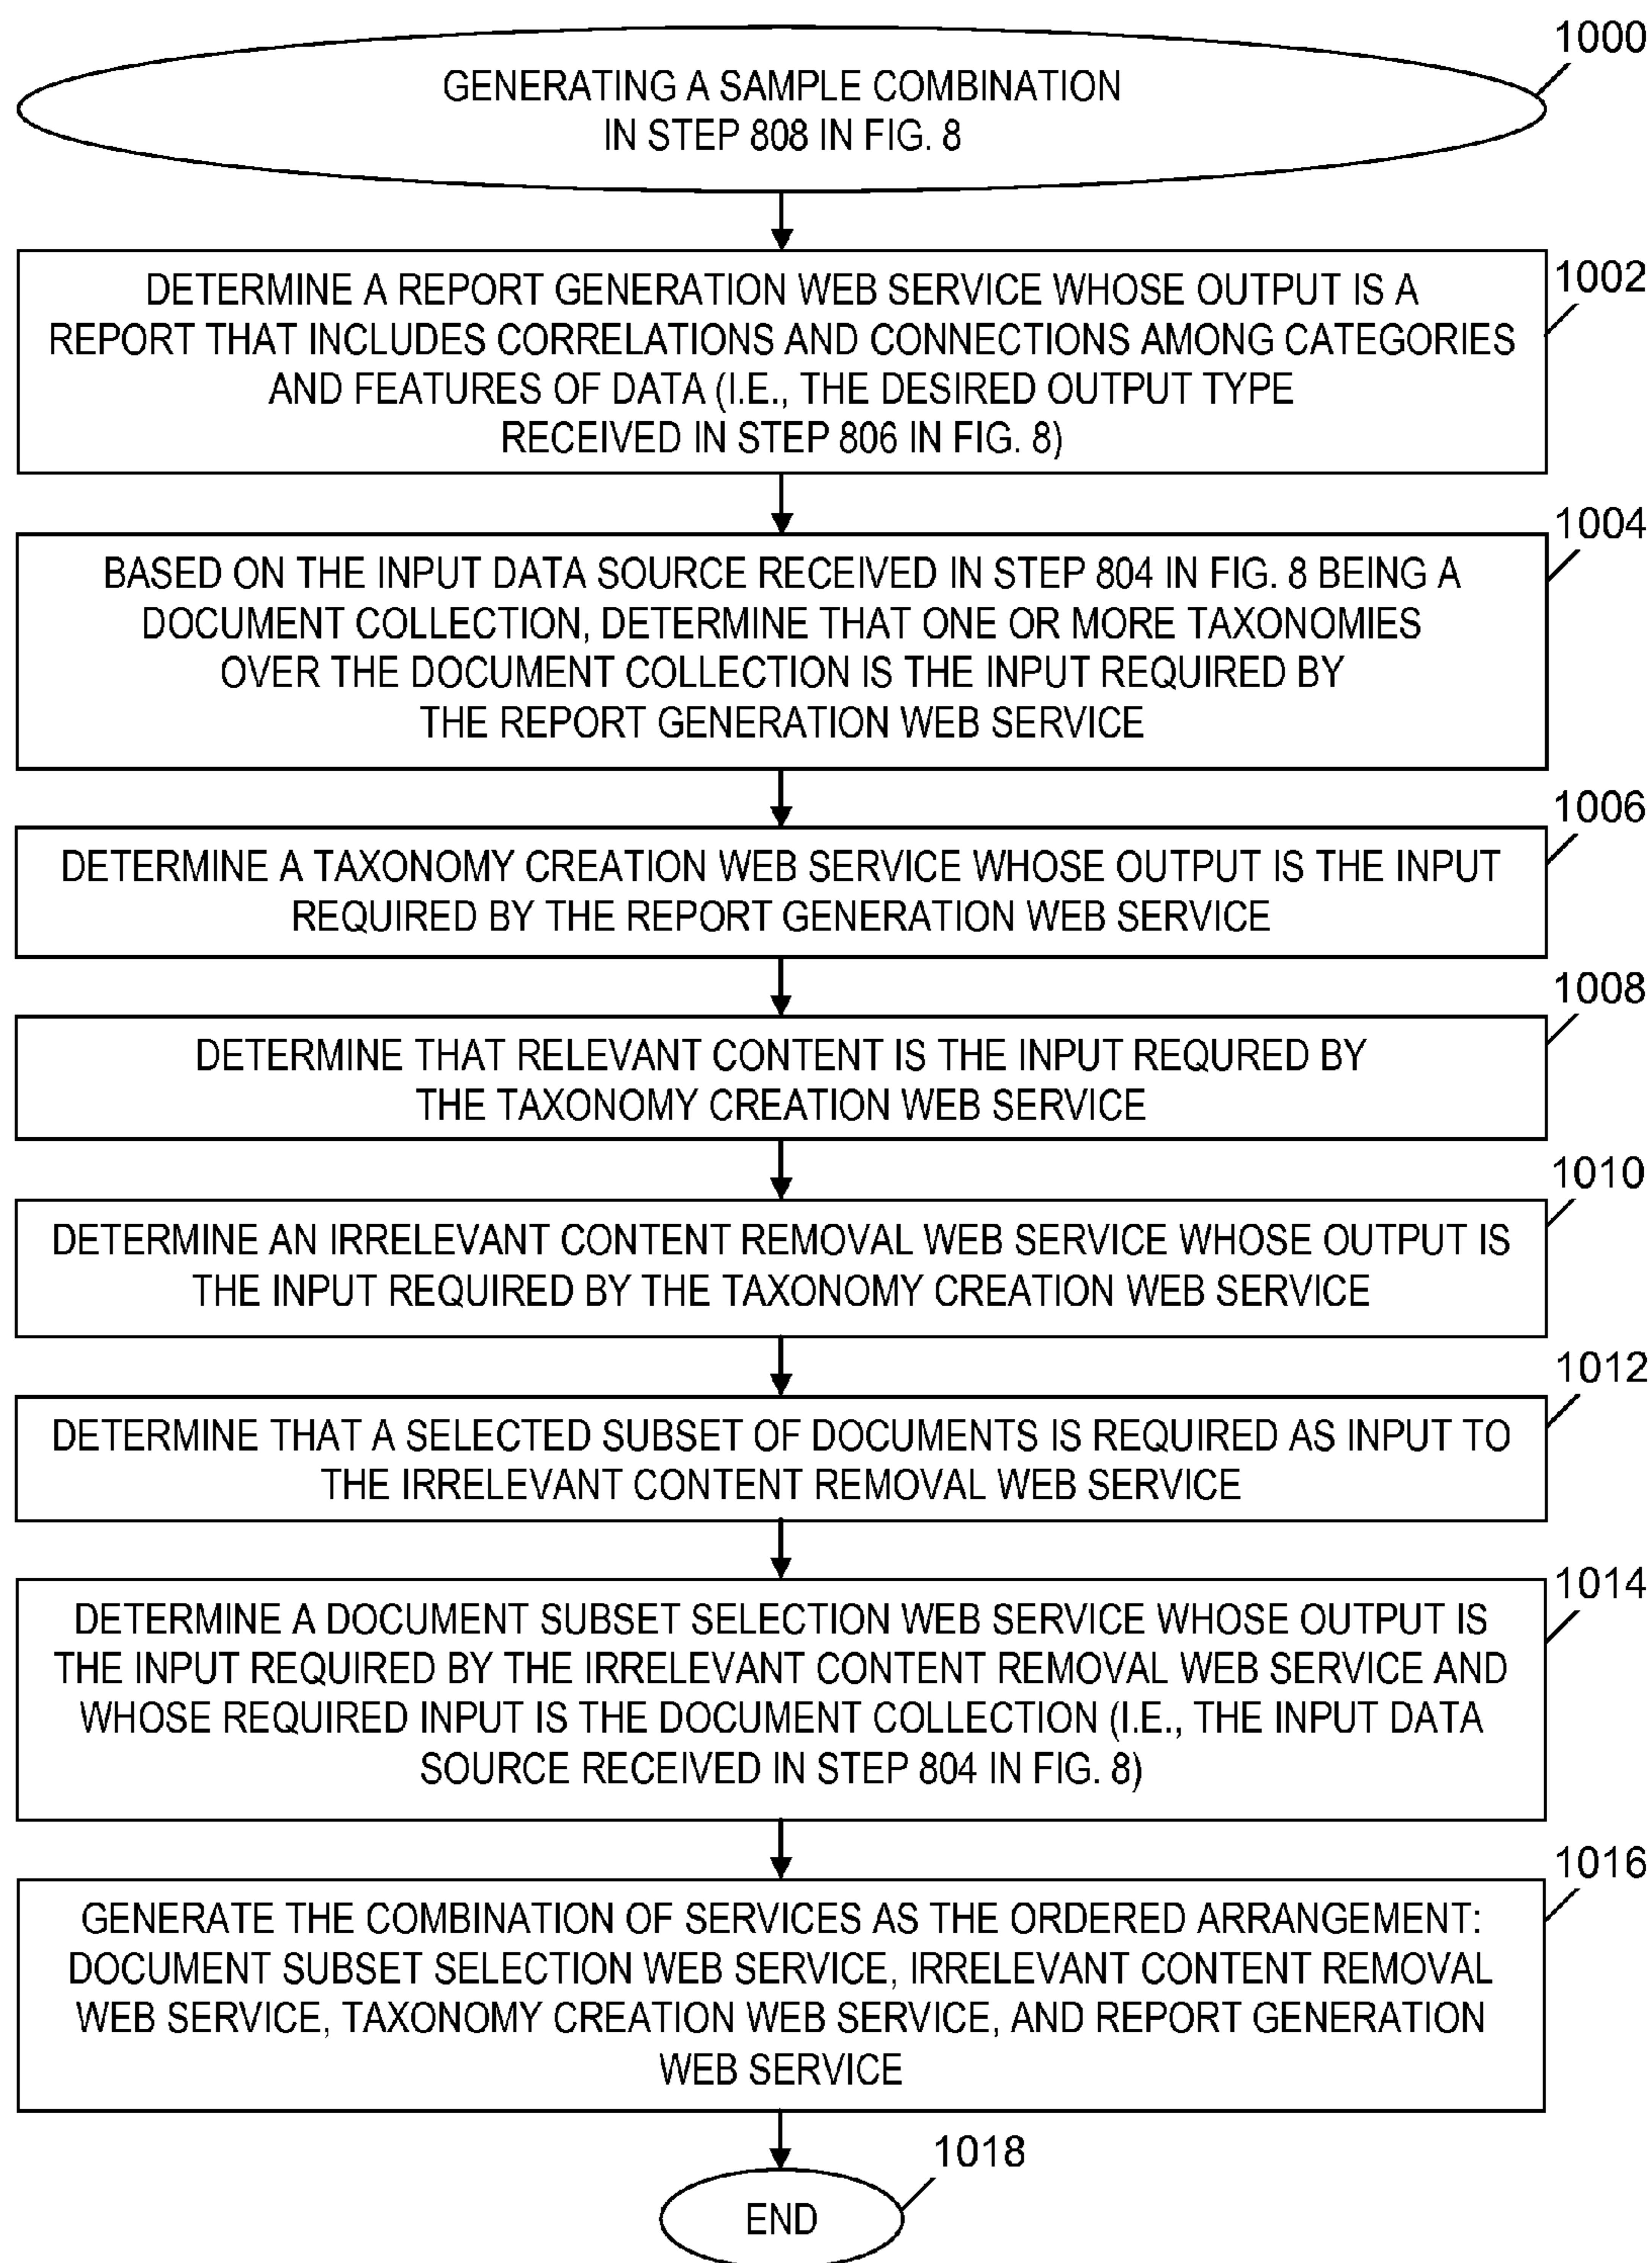 1000
GENERATING A SAMPLE COMBINATION
IN STEP 808 IN FIG. 8
1002
DETERMINE A REPORT GENERATION WEB SERVICE WHOSE OUTPUT IS A
REPORT THAT INCLUDES CORRELATIONS AND CONNECTIONS AMONG CATEGORIES
AND FEATURES OF DATA (I.E., THE DESIRED OUTPUT TYPE
RECEIVED IN STEP 806 IN FIG. 8)
1004
BASED ON THE INPUT DATA SOURCE RECEIVED IN STEP 804 IN FIG. 8 BEING A
DOCUMENT COLLECTION, DETERMINE THAT ONE OR MORE TAXONOMIES
OVER THE DOCUMENT COLLECTION IS THE INPUT REQUIRED BY
THE REPORT GENERATION WEB SERVICE
1006
DETERMINE A TAXONOMY CREATION WEB SERVICE WHOSE OUTPUT IS THE INPUT
REQUIRED BY THE REPORT GENERATION WEB SERVICE
1008
DETERMINE THAT RELEVANT CONTENT IS THE INPUT REQURED BY
THE TAXONOMY CREATION WEB SERVICE
1010
DETERMINE AN IRRELEVANT CONTENT REMOVAL WEB SERVICE WHOSE OUTPUT IS
THE INPUT REQUIRED BY THE TAXONOMY CREATION WEB SERVICE
1012
DETERMINE THAT A SELECTED SUBSET OF DOCUMENTS IS REQUIRED AS INPUT TO
THE IRRELEVANT CONTENT REMOVAL WEB SERVICE
1014
DETERMINE A DOCUMENT SUBSET SELECTION WEB SERVICE WHOSE OUTPUT IS
THE INPUT REQUIRED BY THE IRRELEVANT CONTENT REMOVAL WEB SERVICE AND
WHOSE REQUIRED INPUT IS THE DOCUMENT COLLECTION (I.E., THE INPUT DATA
SOURCE RECEIVED IN STEP 804 IN FIG. 8)
1016
GENERATE THE COMBINATION OF SERVICES AS THE ORDERED ARRANGEMENT:
DOCUMENT SUBSET SELECTION WEB SERVICE, IRRELEVANT CONTENT REMOVAL
WEB SERVICE, TAXONOMY CREATION WEB SERVICE, AND REPORT GENERATION
WEB SERVICE
1018
END